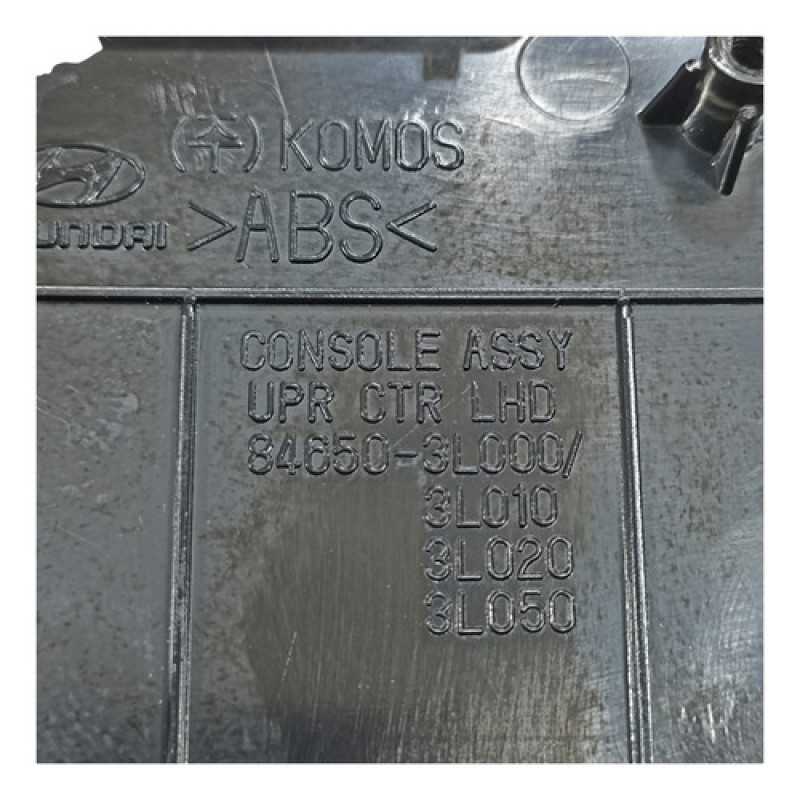 (주) KOMOS
HYUNDAI
>ABS<
CONSOLE ASSY
UPR CTR LHD
84650-3L000/
3L010
3L020
3L050